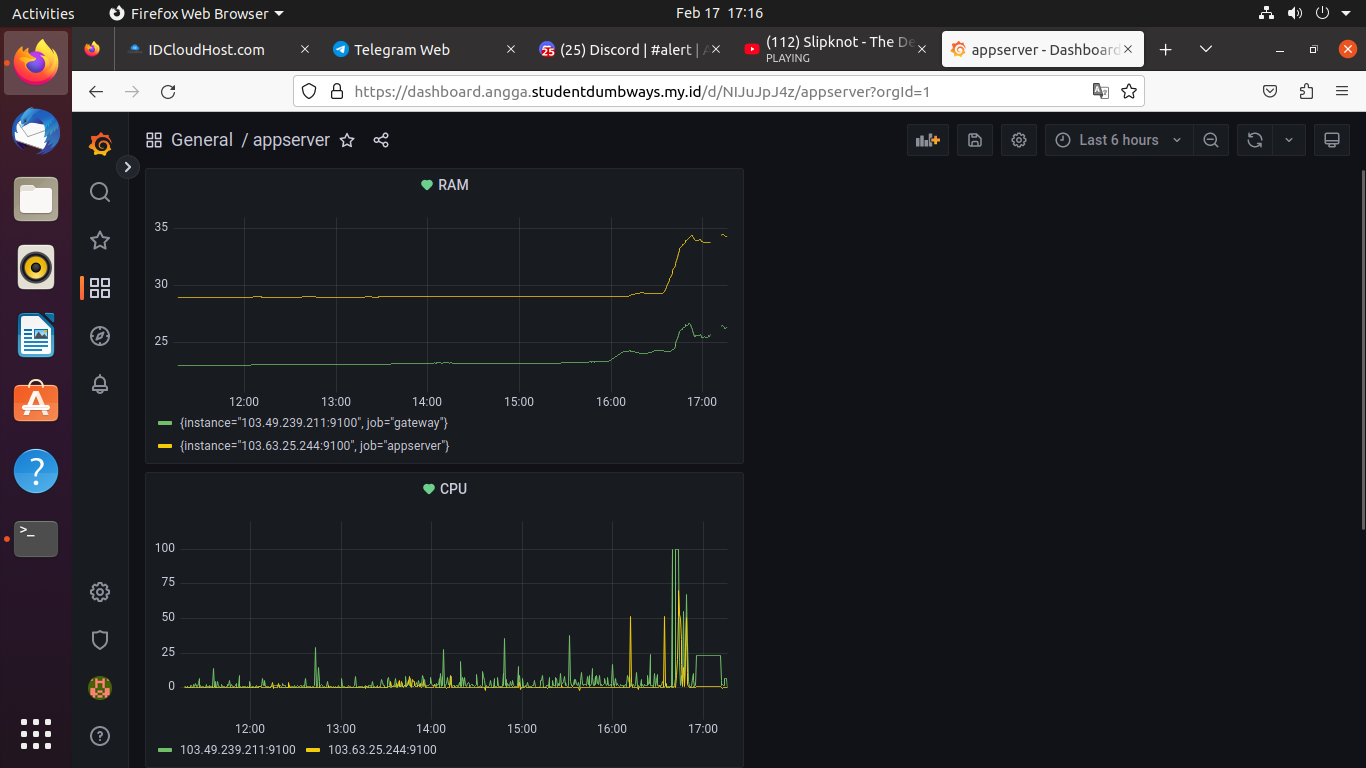 Activities
Firefox Web Browser
Feb 17 17:16
IDCloudHost.com
Telegram Web
25
(25) Discord | #alert |
(112) Slipknot - The De
PLAYING
appserver - Dashboard
https://dashboard.angga.studentdumbways.my.id/d/NIJuJpJ4z/appserver?orgId=1
General / appserver
Last 6 hours
RAM
35
30
25
12:00
13:00
14:00
15:00
16:00
17:00
{instance="103.49.239.211:9100", job="gateway"}
{instance="103.63.25.244:9100", job="appserver"}
CPU
100
75
50
25
0
12:00
13:00
14:00
15:00
16:00
17:00
103.49.239.211:9100
103.63.25.244:9100